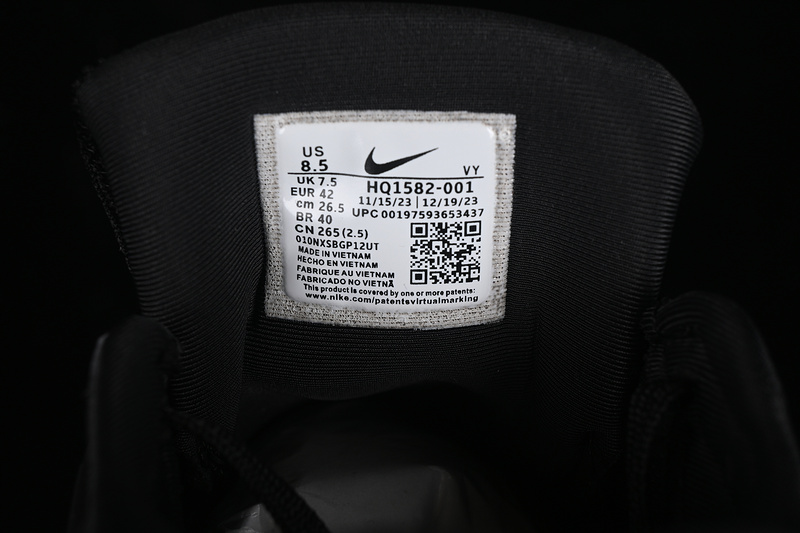 US
8.5
VY
UK 7.5
HQ1582-001
EUR 42
11/15/23 | 12/19/23
cm 26.5
UPC 00197593653437
BR 40
CN 265 (2.5)
010NXSBGP12UT
MADE IN VIETNAM
HECHO EN VIETNAM
FABRIQUE AU VIETNAM
FABRICADO NO VIETNÃ
This product is covered by one or more patents:
www.nike.com/patentsvirtualmarking